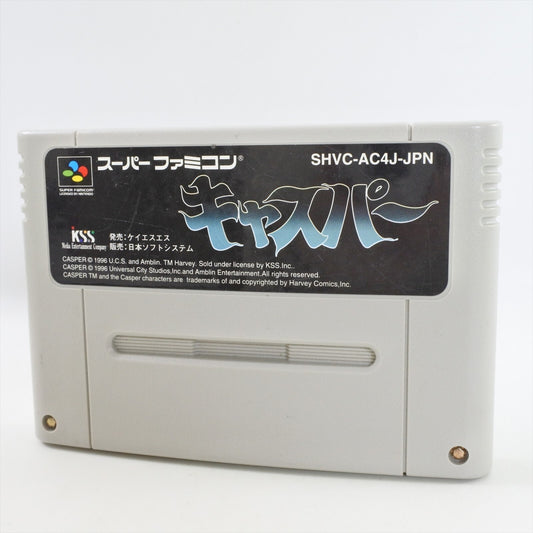 スーパーファミコン®
SHVC-AC4J-JPN
SUPER FAMICOM
LICENSED BY NINTENDO
キャスパー
KSS
Media Entertainment Company
発売:ケイエスエス
販売:日本ソフトシステム
CASPER © 1996 U.C.S. and Amblin. TM Harvey. Sold under license by KSS.Inc..
CASPER © 1996 Universal City Studios,Inc.and Amblin Entertainment.All rights reserved.
CASPER TM and the Casper characters are trademarks of and copyrighted by Harvey Comics,Inc.